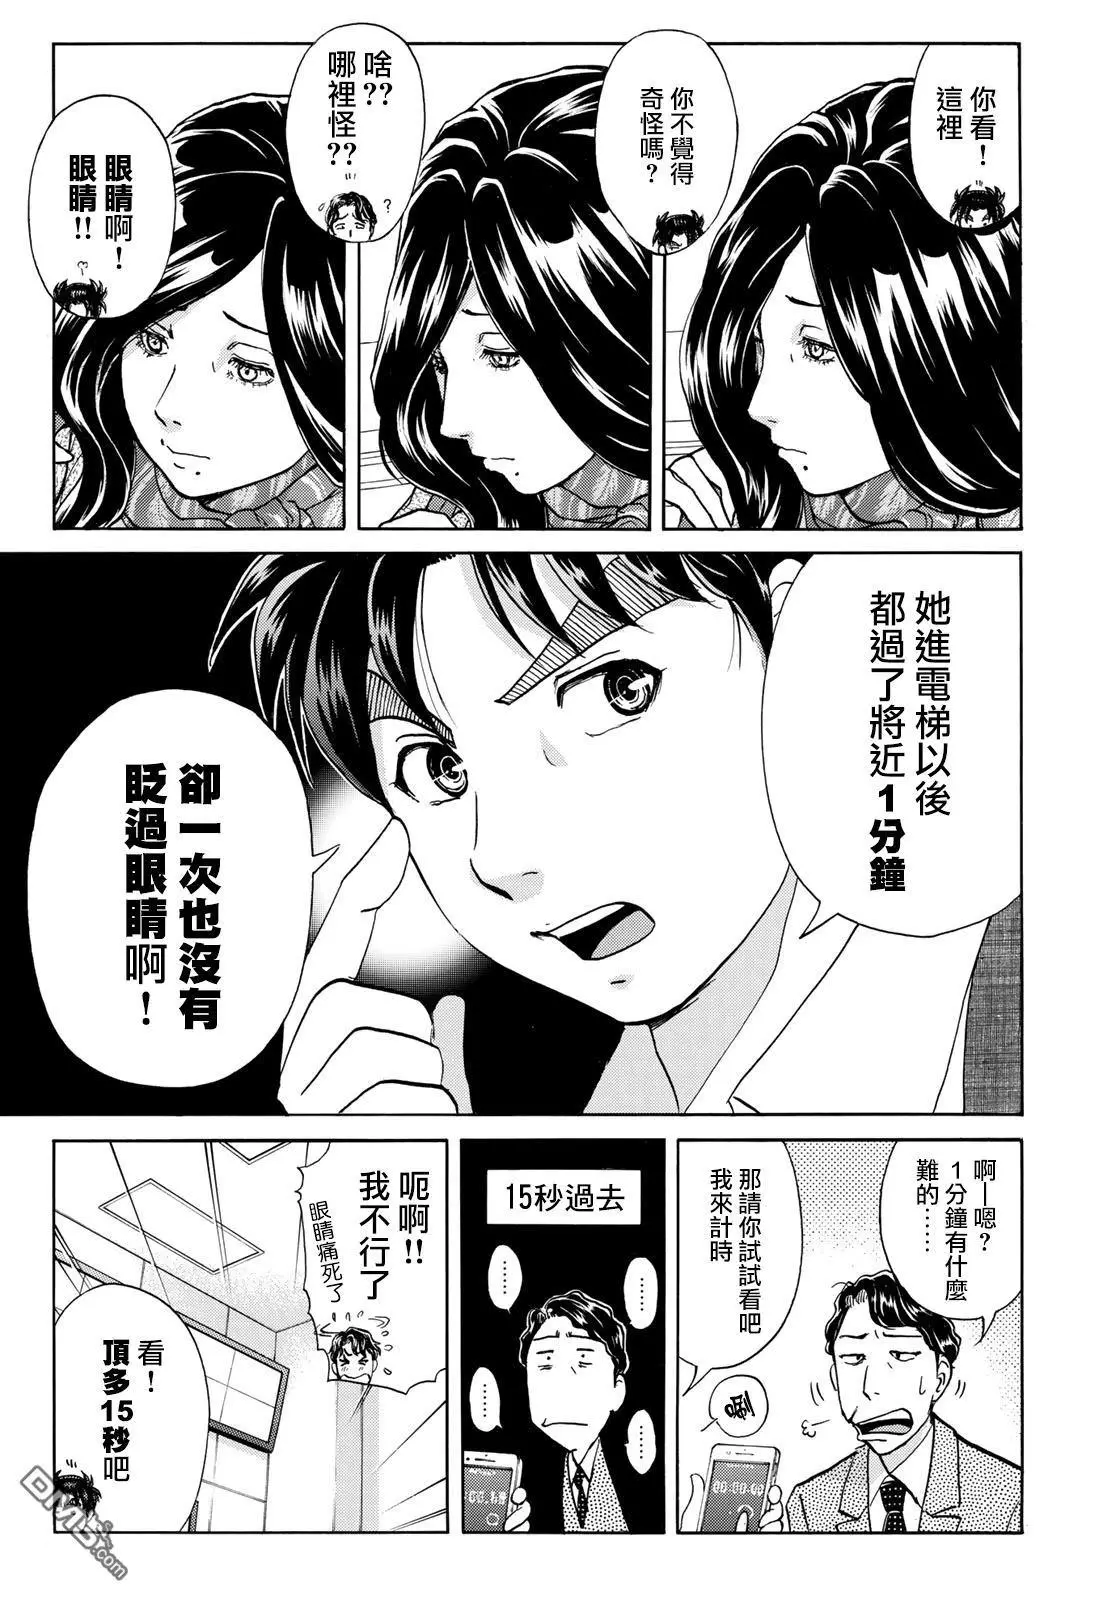 你看！
這裡
你不覺得
奇怪嗎？
啥??
哪裡怪??
眼睛啊！
眼睛!!
她進電梯以後
都過了將近1分鐘
卻一次也沒有
眨過眼睛啊！
啊—嗯？
1分鐘有什麼
難的……
那請你試試看吧
我來計時
00:00:00
15秒過去
……
……
……
……
呃啊!!
我不行了
眼睛痛死了
看！
頂多15秒吧